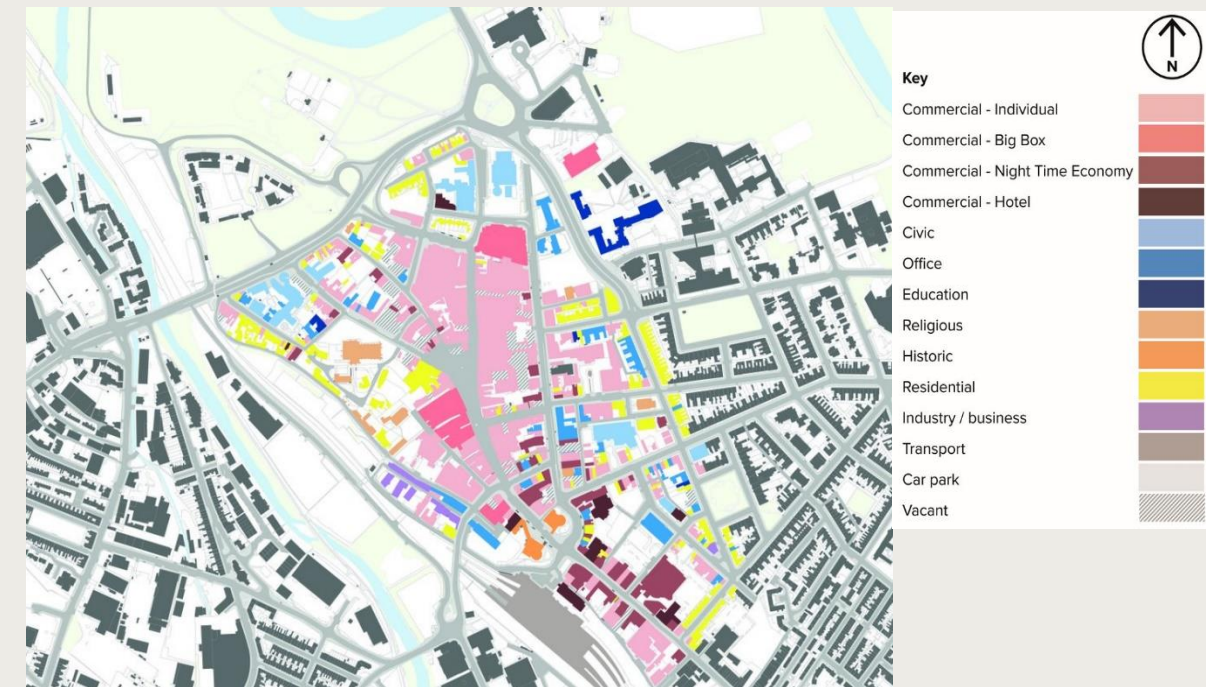 N
Key
Commercial - Individual
Commercial - Big Box
Commercial - Night Time Economy
Commercial - Hotel
Civic
Office
Education
Religious
Historic
Residential
Industry / business
Transport
Car park
Vacant